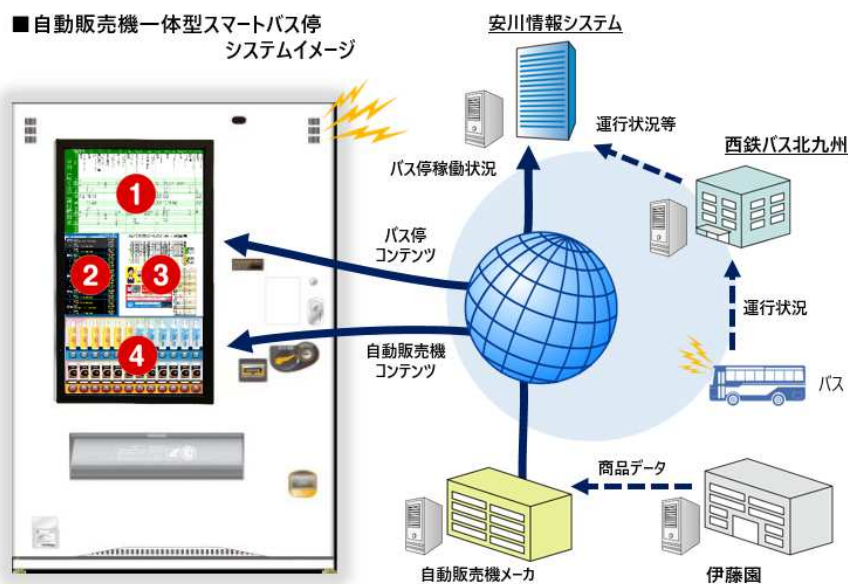 ■自動販売機一体型スマートバス停
システムイメージ
安川情報システム
運行状況等
西鉄バス北九州
バス停稼働状況
バス停
コンテンツ
1
2
3
運行状況
4
自動販売機
コンテンツ
バス
商品データ
自動販売機メーカ
伊藤園